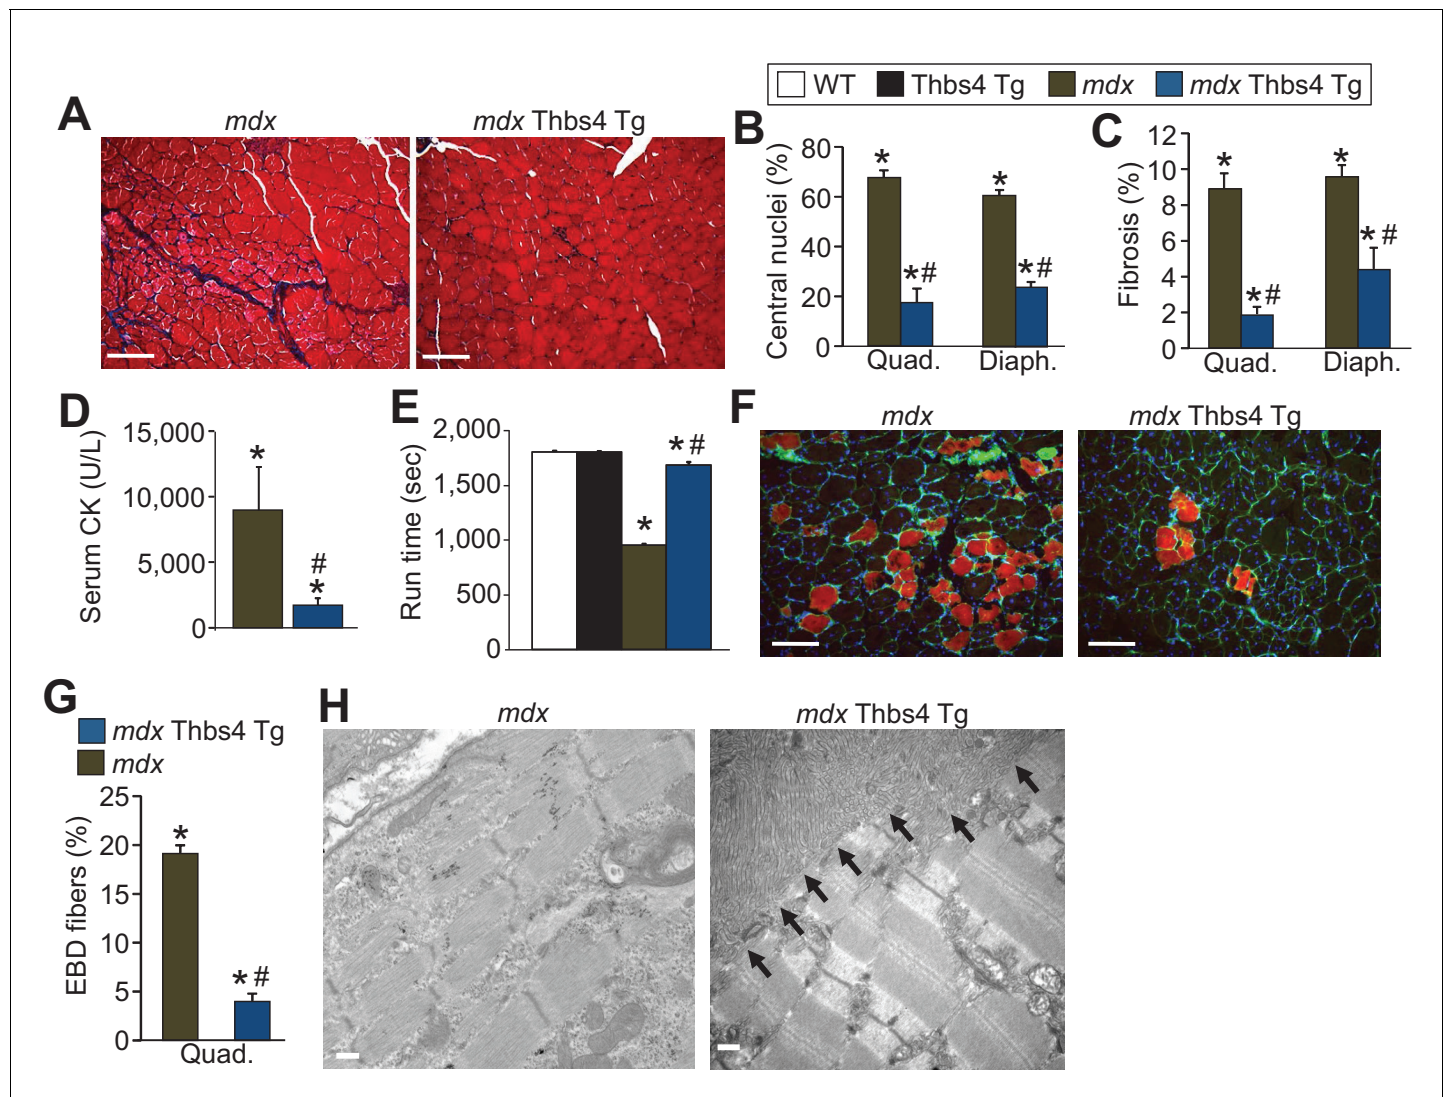 WT Thbs4 Tg mdx mdx Thbs4 Tg
A
mdx
mdx Thbs4 Tg
B
Central nuclei (%)
80
60
40
20
0
* *# * *#
Quad. Diaph.
C
Fibrosis (%)
12
10
8
6
4
2
0
* *# * *#
Quad. Diaph.
D
Serum CK (U/L)
15,000
10,000
5,000
0
*
#
*
E
Run time (sec)
2,000
1,500
1,000
500
0
* *#
F
mdx
mdx Thbs4 Tg
G
mdx Thbs4 Tg
mdx
EBD fibers (%)
25
20
15
10
5
0
* *#
Quad.
H
mdx
mdx Thbs4 Tg